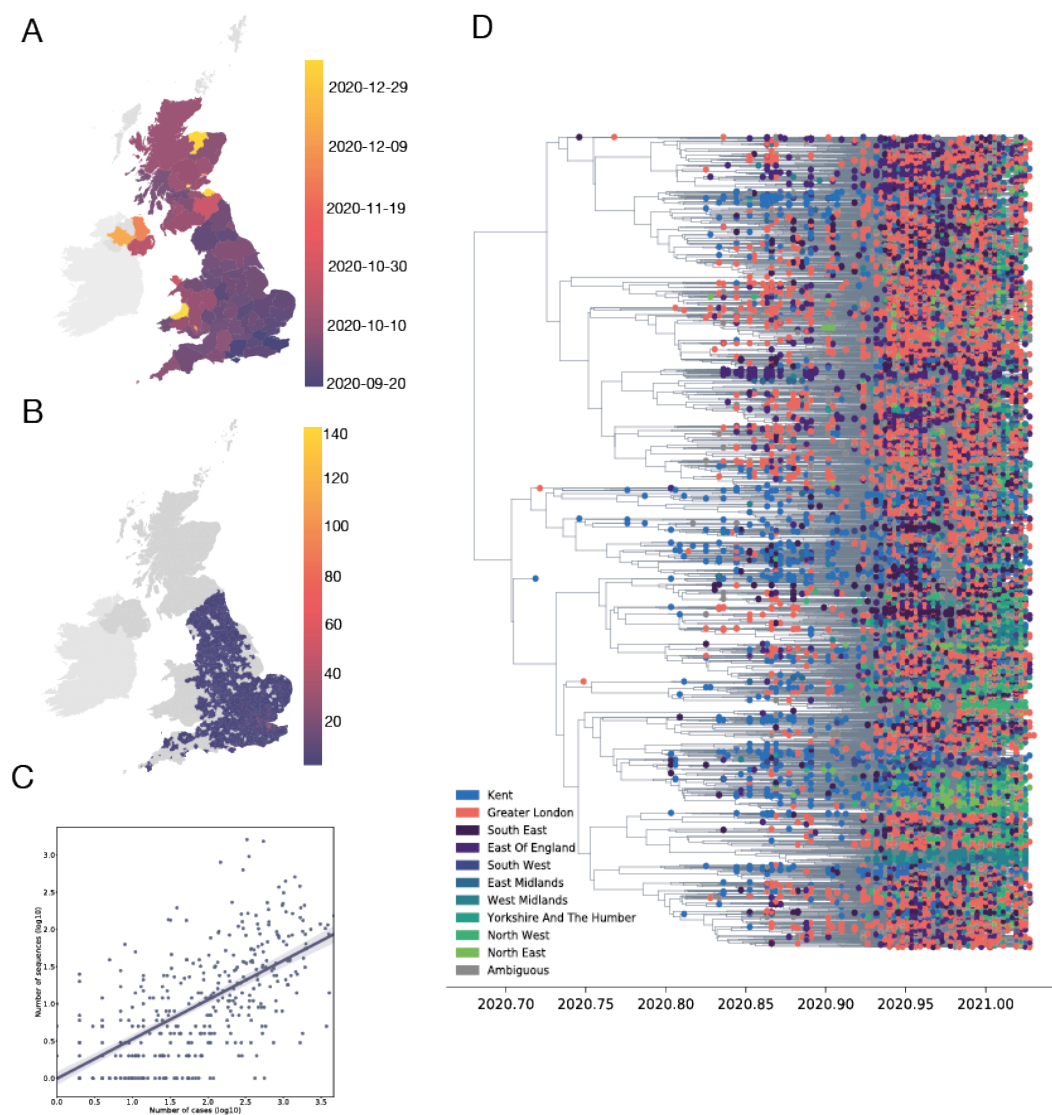 A
2020-12-29
2020-12-09
2020-11-19
2020-10-30
2020-10-10
2020-09-20
B
140
120
100
80
60
40
20
C
Number of sequences (log10)
3.0
2.5
2.0
1.5
1.0
0.5
0.0
0.0 0.5 1.0 1.5 2.0 2.5 3.0 3.5
Number of cases (log10)
D
Kent
Greater London
South East
East Of England
South West
East Midlands
West Midlands
Yorkshire And The Humber
North West
North East
Ambiguous
2020.70 2020.75 2020.80 2020.85 2020.90 2020.95 2021.00